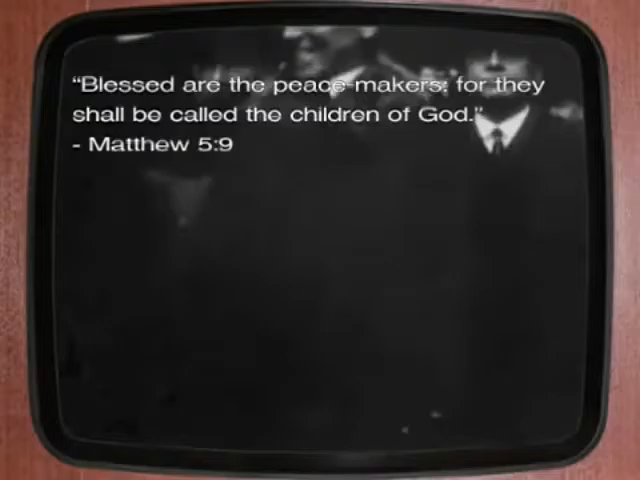 “Blessed are the peace-makers; for they
shall be called the children of God.”
- Matthew 5:9